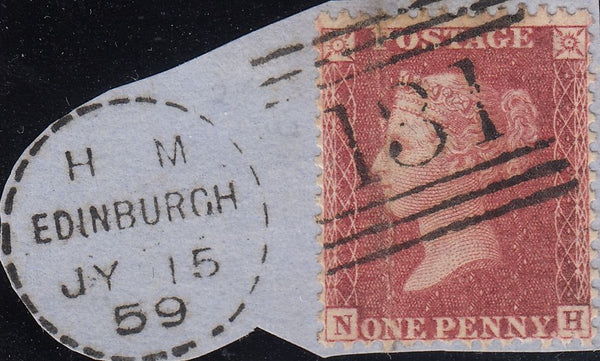 H M
EDINBURGH
JY 15
59
POSTAGE
131
N ONE PENNY H